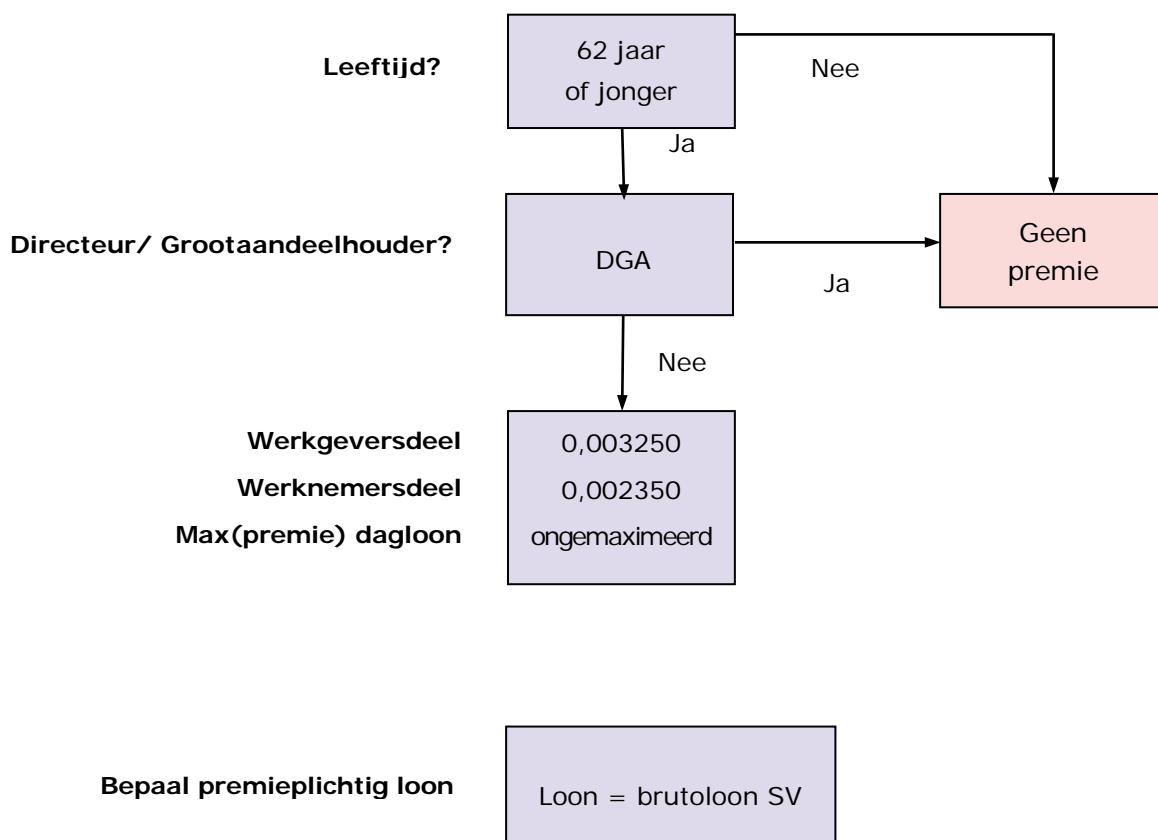 Leeftijd?
62 jaar
of jonger
Nee
Ja
Directeur/ Grootaandeelhouder?
DGA
Ja
Geen
premie
Nee
Werkgeversdeel
0,003250
Werknemersdeel
0,002350
Max(premie) dagloon
ongemaximeerd
Bepaal premieplichtig loon
Loon = brutoloon SV